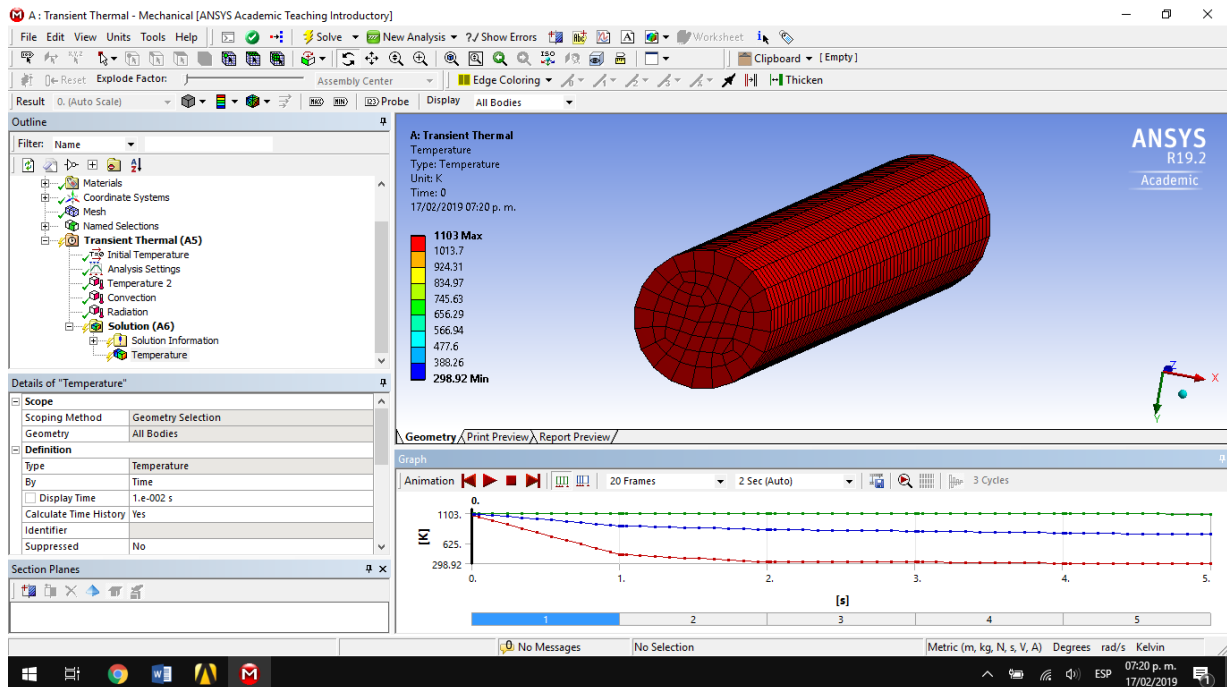 A : Transient Thermal - Mechanical [ANSYS Academic Teaching Introductory]
File Edit View Units Tools Help Solve New Analysis ?/ Show Errors Worksheet
Clipboard [Empty]
Reset Explode Factor: Assembly Center Edge Coloring Thicken
Result 0. (Auto Scale) MAX MIN Probe Display All Bodies
Outline
Filter: Name
Materials
Coordinate Systems
Mesh
Named Selections
Transient Thermal (A5)
Initial Temperature
Analysis Settings
Temperature 2
Convection
Radiation
Solution (A6)
Solution Information
Temperature
Details of "Temperature"
Scope
Scoping Method Geometry Selection
Geometry All Bodies
Definition
Type Temperature
By Time
Display Time 1.e-002 s
Calculate Time History Yes
Identifier
Suppressed No
Section Planes
A: Transient Thermal
Temperature
Type: Temperature
Unit: K
Time: 0
17/02/2019 07:20 p. m.
1103 Max
1013.7
924.31
834.97
745.63
656.29
566.94
477.6
388.26
298.92 Min
ANSYS
R19.2
Academic
Z
X
Y
Geometry Print Preview Report Preview
Graph
Animation 20 Frames 2 Sec (Auto) 3 Cycles
0.
1103.
625.
298.92
[K]
0. 1. 2. 3. 4. 5.
[s]
1 2 3 4 5
0 No Messages No Selection Metric (m, kg, N, s, V, A) Degrees rad/s Kelvin
ESP 07:20 p. m.
17/02/2019
1